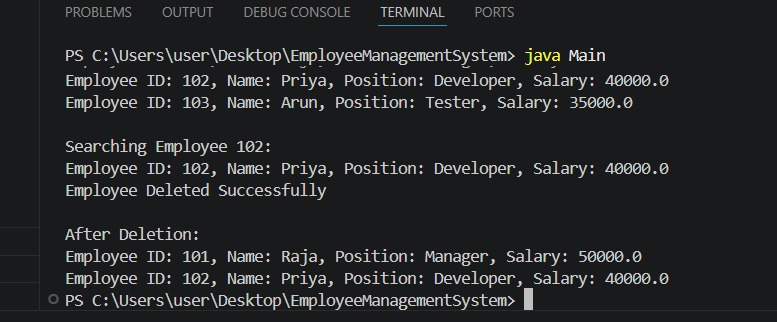 PROBLEMS OUTPUT DEBUG CONSOLE TERMINAL PORTS
PS C:\Users\user\Desktop\EmployeeManagementSystem> java Main
Employee ID: 102, Name: Priya, Position: Developer, Salary: 40000.0
Employee ID: 103, Name: Arun, Position: Tester, Salary: 35000.0
Searching Employee 102:
Employee ID: 102, Name: Priya, Position: Developer, Salary: 40000.0
Employee Deleted Successfully
After Deletion:
Employee ID: 101, Name: Raja, Position: Manager, Salary: 50000.0
Employee ID: 102, Name: Priya, Position: Developer, Salary: 40000.0
PS C:\Users\user\Desktop\EmployeeManagementSystem>